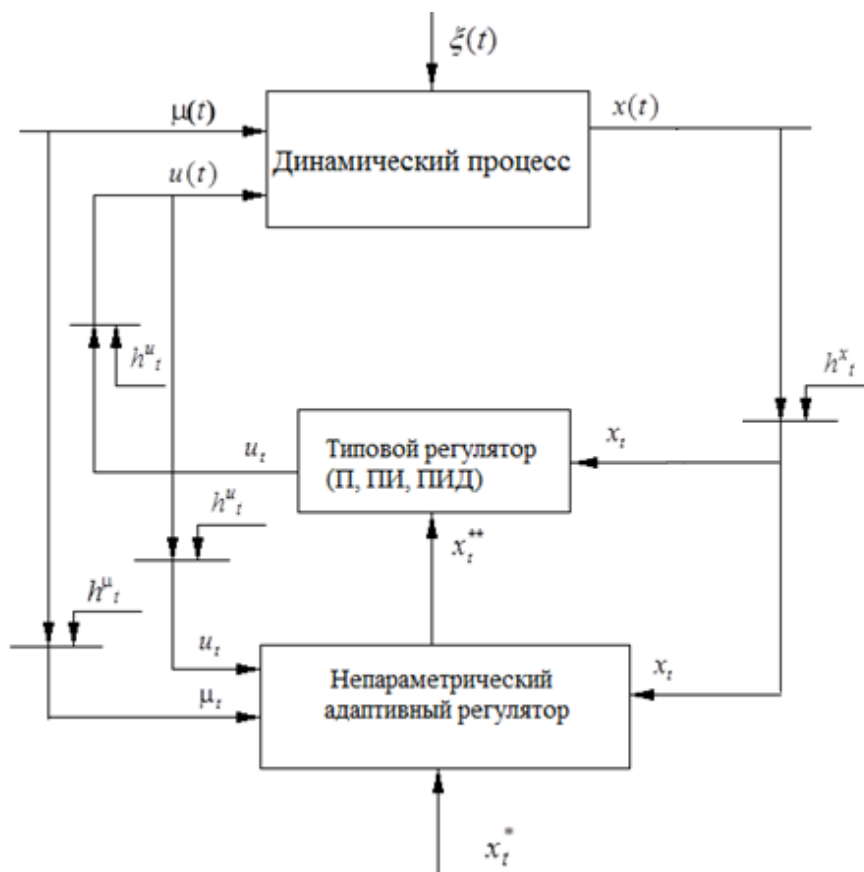 ξ(t)
μ(t)
x(t)
Динамический процесс
u(t)
h^u_t
h^x_t
Типовой регулятор
(П, ПИ, ПИД)
x_t
u_t
h^u_t
x_t^**
h^μ_t
u_t
Непараметрический
адаптивный регулятор
x_t
μ_t
x_t^*